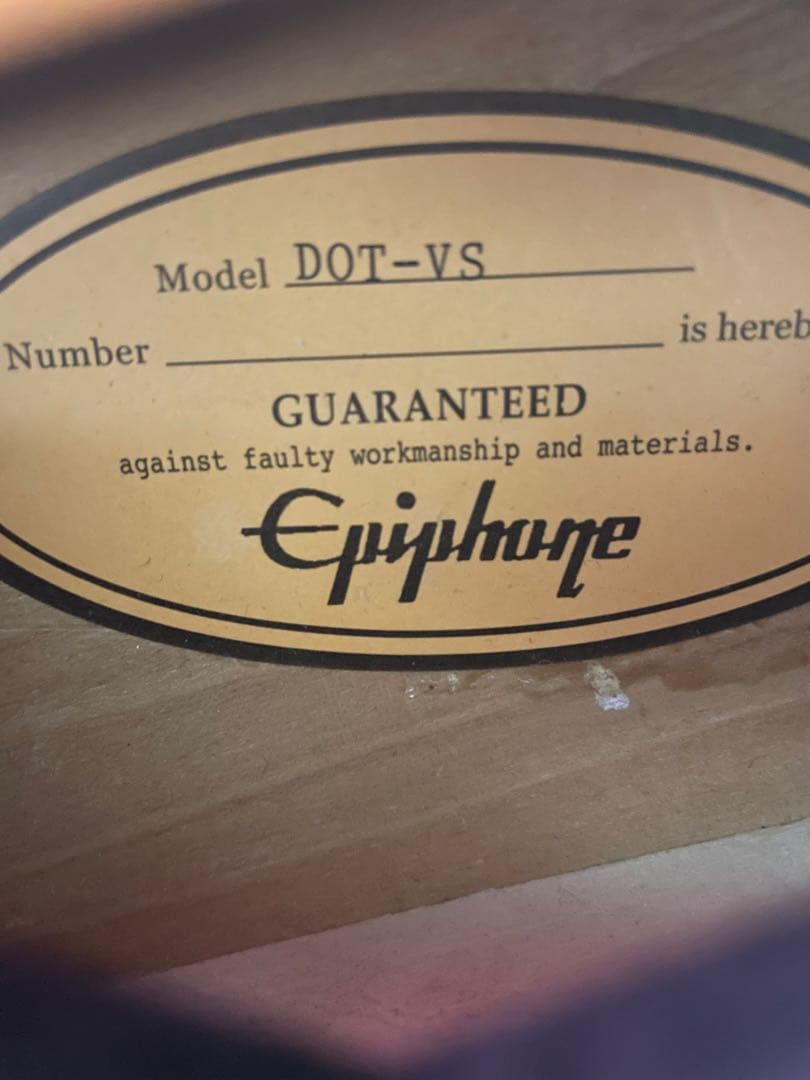 Model DOT-VS
Number is hereb
GUARANTEED
against faulty workmanship and materials.
Epiphone